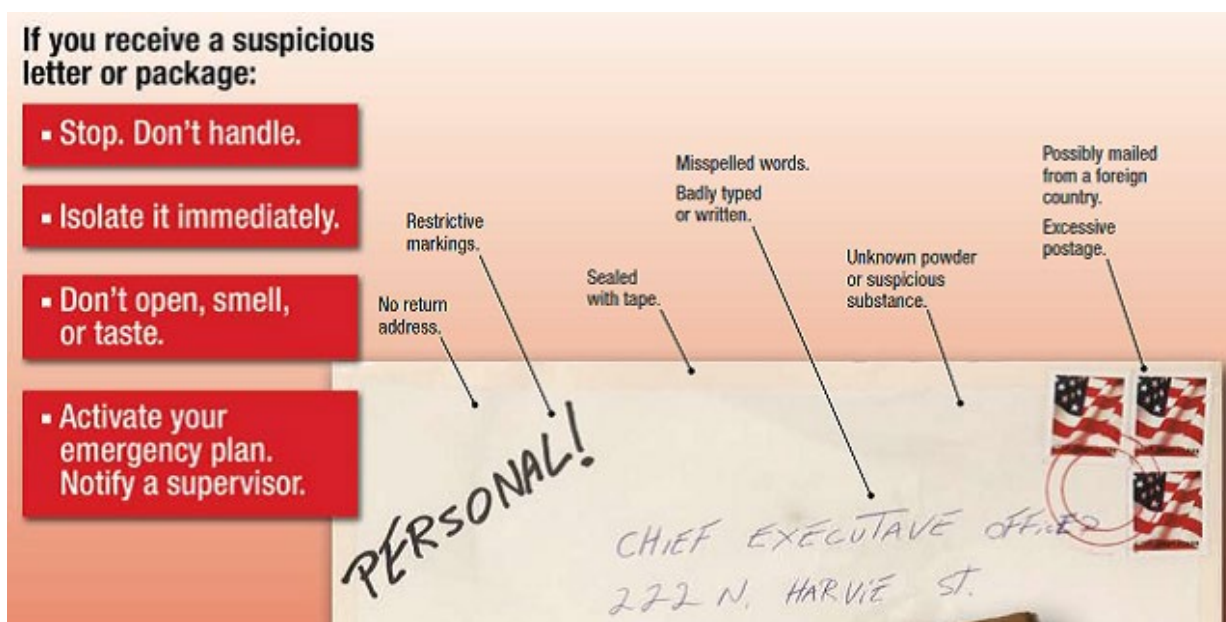 If you receive a suspicious
letter or package:
▪ Stop. Don't handle.
▪ Isolate it immediately.
▪ Don't open, smell,
or taste.
▪ Activate your
emergency plan.
Notify a supervisor.
No return
address.
Restrictive
markings.
Sealed
with tape.
Misspelled words.
Badly typed
or written.
Unknown powder
or suspicious
substance.
Possibly mailed
from a foreign
country.
Excessive
postage.
PERSONAL!
CHIEF EXECUTAVE OFFICER
222 N. HARVIE ST.